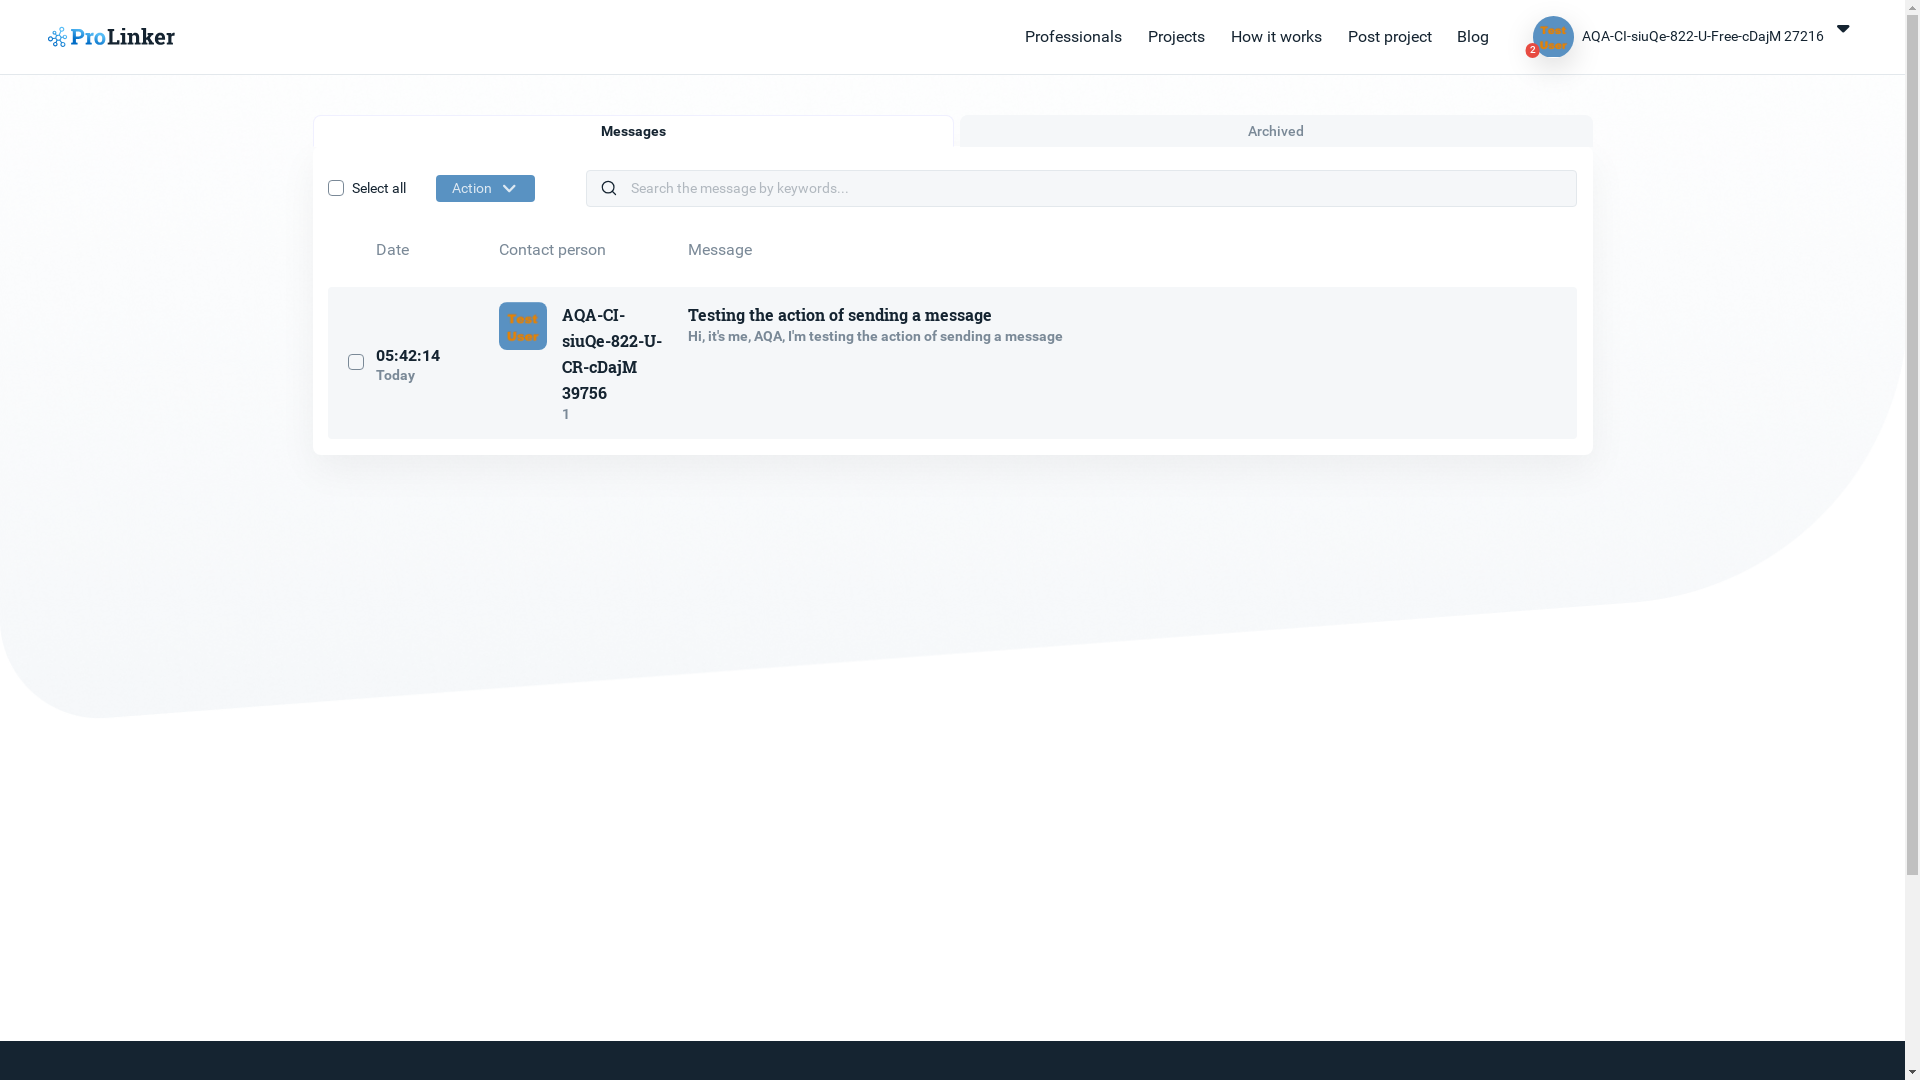 ProLinker
Professionals
Projects
How it works
Post project
Blog
Test
User
2
AQA-CI-siuQe-822-U-Free-cDajM 27216
Messages
Archived
Select all
Action
Search the message by keywords...
Date
Contact person
Message
05:42:14
Today
Test
User
AQA-CI-
siuQe-822-U-
CR-cDajM
39756
1
Testing the action of sending a message
Hi, it's me, AQA, I'm testing the action of sending a message